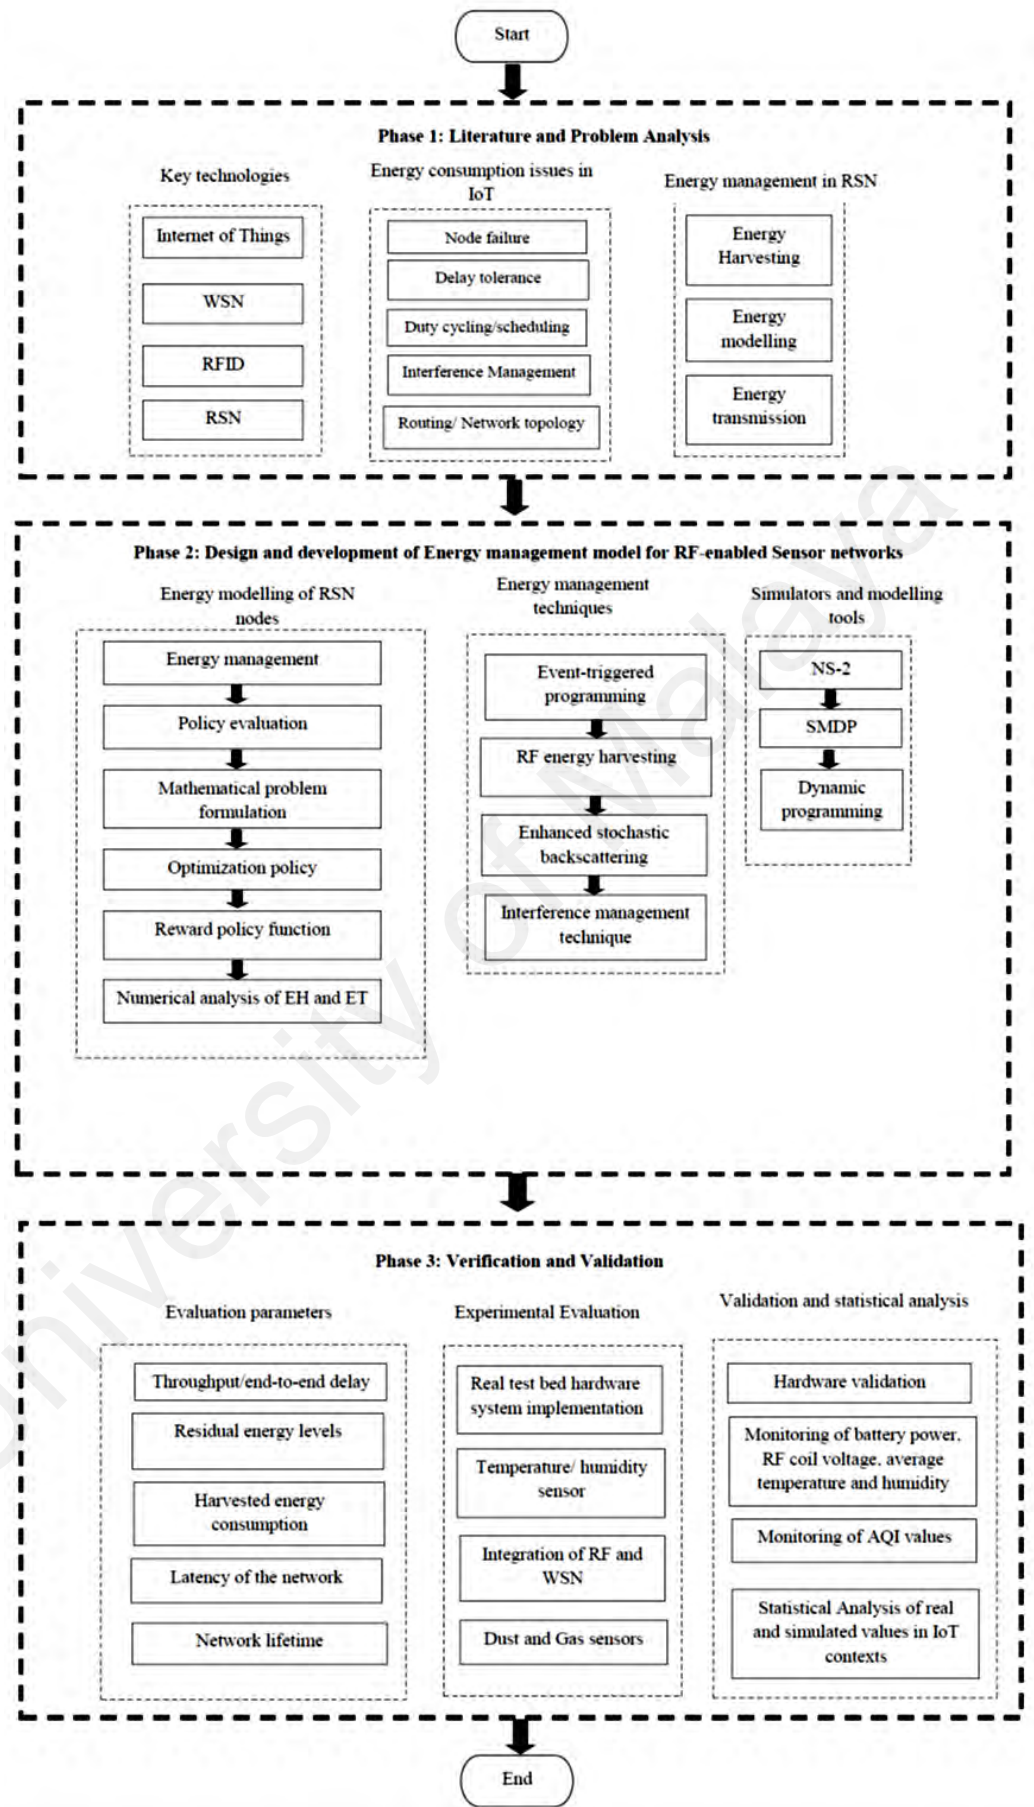 Start
Phase 1: Literature and Problem Analysis
Key technologies
Internet of Things
WSN
RFID
RSN
Energy consumption issues in
IoT
Node failure
Delay tolerance
Duty cycling/scheduling
Interference Management
Routing/ Network topology
Energy management in RSN
Energy
Harvesting
Energy
modelling
Energy
transmission
Phase 2: Design and development of Energy management model for RF-enabled Sensor networks
Energy modelling of RSN
nodes
Energy management
Policy evaluation
Mathematical problem
formulation
Optimization policy
Reward policy function
Numerical analysis of EH and ET
Energy management
techniques
Event-triggered
programming
RF energy harvesting
Enhanced stochastic
backscattering
Interference management
technique
Simulators and modelling
tools
NS-2
SMDP
Dynamic
programming
Phase 3: Verification and Validation
Evaluation parameters
Throughput/end-to-end delay
Residual energy levels
Harvested energy
consumption
Latency of the network
Network lifetime
Experimental Evaluation
Real test bed hardware
system implementation
Temperature/ humidity
sensor
Integration of RF and
WSN
Dust and Gas sensors
Validation and statistical analysis
Hardware validation
Monitoring of battery power,
RF coil voltage, average
temperature and humidity
Monitoring of AQI values
Statistical Analysis of real
and simulated values in IoT
contexts
End
University of Malaya